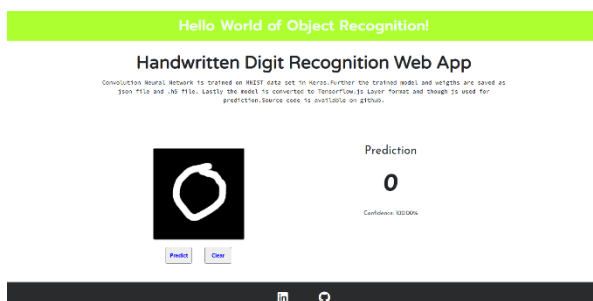 Hello World of Object Recognition!
Handwritten Digit Recognition Web App
Convolution Neural Network is trained on MNIST data set in Keras.Further the trained model and weigths are saved as
json file and .h5 file. Lastly the model is converted to Tensorflow.js Layer format and though js used for
prediction.Source code is available on github.
Prediction
0
Confidence: 100.00%
Predict Clear